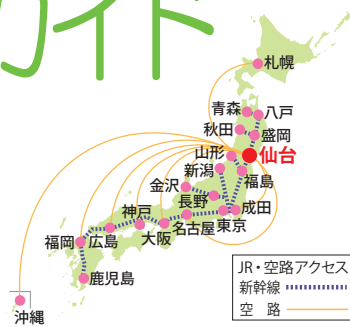 ガイド
札幌
青森
八戸
秋田
盛岡
山形
仙台
新潟
福島
金沢
長野
成田
神戸
名古屋
東京
福岡
広島
大阪
鹿児島
沖縄
JR・空路アクセス
新幹線
空 路